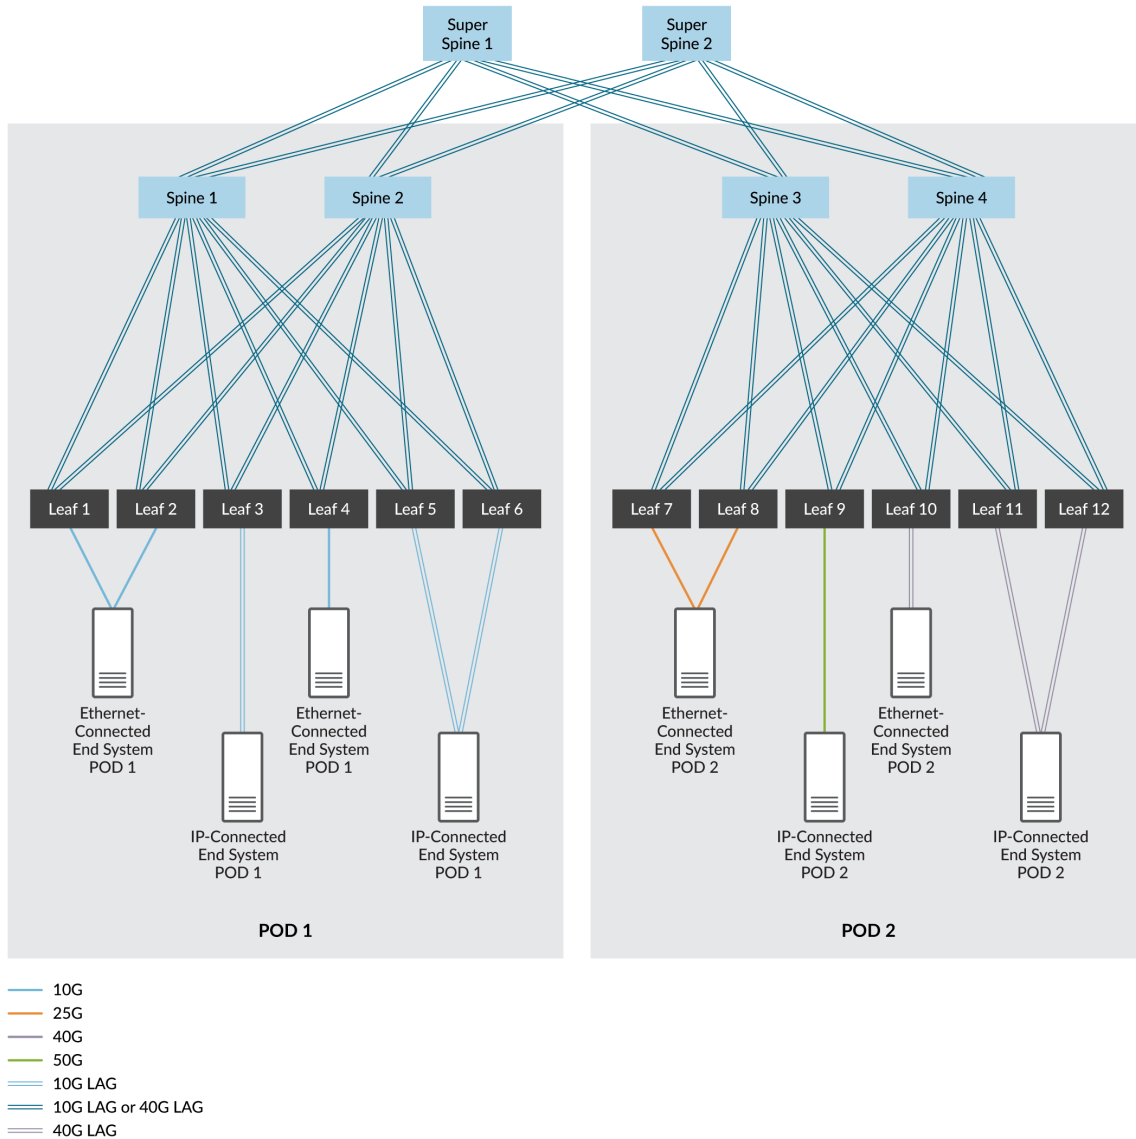 Super
Spine 1
Super
Spine 2
Spine 1
Spine 2
Spine 3
Spine 4
Leaf 1
Leaf 2
Leaf 3
Leaf 4
Leaf 5
Leaf 6
Leaf 7
Leaf 8
Leaf 9
Leaf 10
Leaf 11
Leaf 12
Ethernet-
Connected
End System
POD 1
Ethernet-
Connected
End System
POD 1
Ethernet-
Connected
End System
POD 2
Ethernet-
Connected
End System
POD 2
IP-Connected
End System
POD 1
IP-Connected
End System
POD 1
IP-Connected
End System
POD 2
IP-Connected
End System
POD 2
POD 1
POD 2
10G
25G
40G
50G
10G LAG
10G LAG or 40G LAG
40G LAG